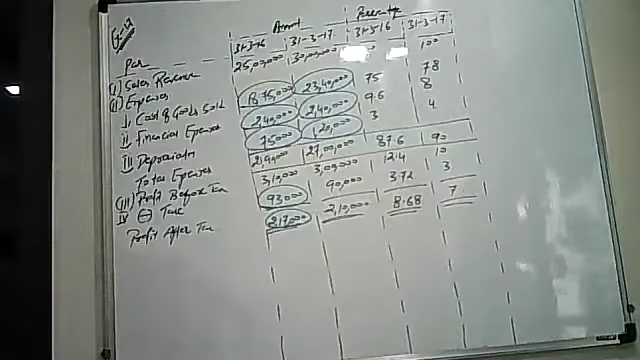 Amount Percentage
Par 31-3-16 31-3-17 31-3-16 31-3-17
(I) Sales Revenue 25,00,000 30,00,000 100
(II) Expenses
I Cost of Goods Sold 18,75,000 23,40,000 75 78
II Financial Expenses 2,40,000 2,40,000 9.6 8
III Depreciation 75,000 1,20,000 3 4
Total Expenses 27,00,000 87.6 90
(III) Profit Before Tax 3,10,000 3,00,000 12.4 10
IV (-) Tax 93,000 90,000 3.72 3
Profit After Tax 2,17,000 2,10,000 8.68 7